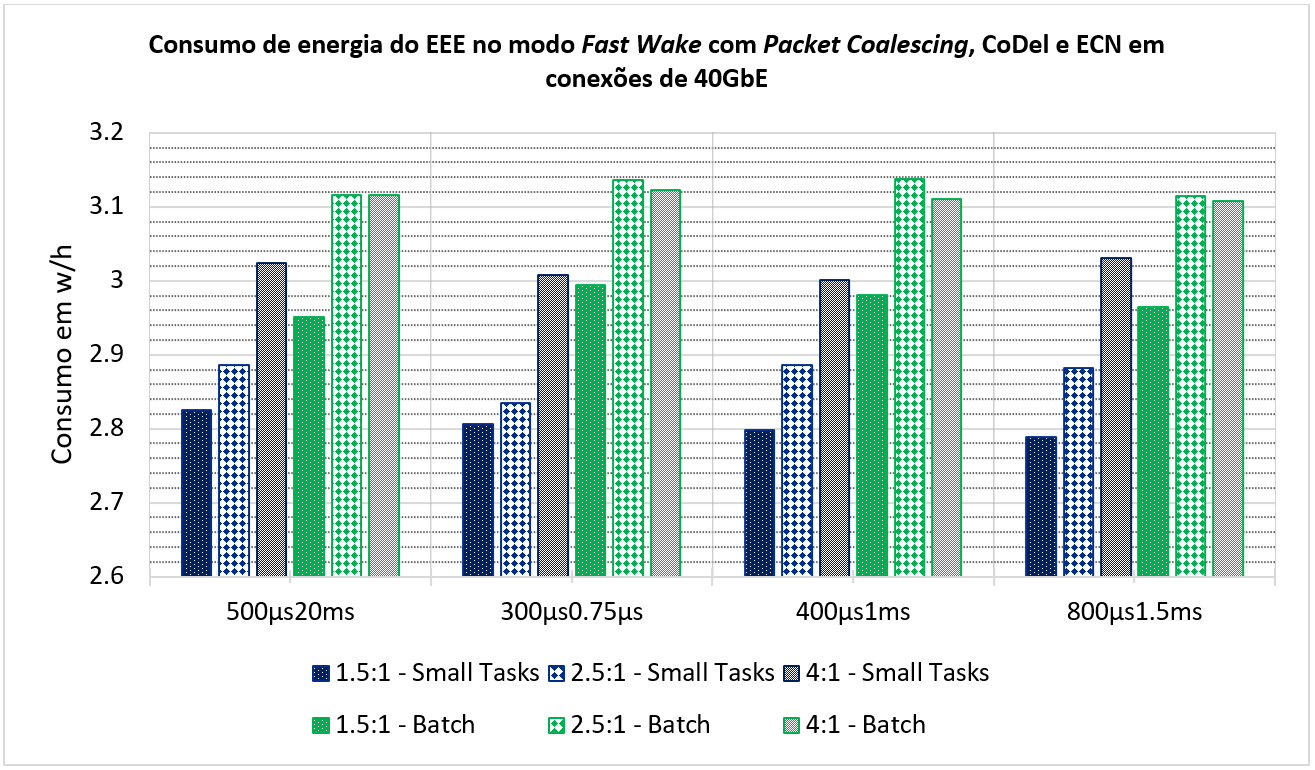 Consumo de energia do EEE no modo Fast Wake com Packet Coalescing, CoDel e ECN em
conexões de 40GbE
Consumo em w/h
3.2
3.1
3
2.9
2.8
2.7
2.6
500µs20ms
300µs0.75µs
400µs1ms
800µs1.5ms
1.5:1 - Small Tasks
2.5:1 - Small Tasks
4:1 - Small Tasks
1.5:1 - Batch
2.5:1 - Batch
4:1 - Batch